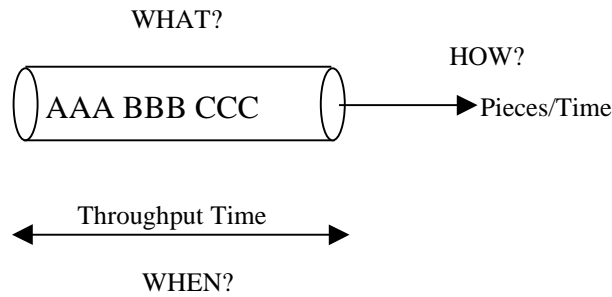 WHAT?
HOW?
AAA BBB CCC
Pieces/Time
Throughput Time
WHEN?